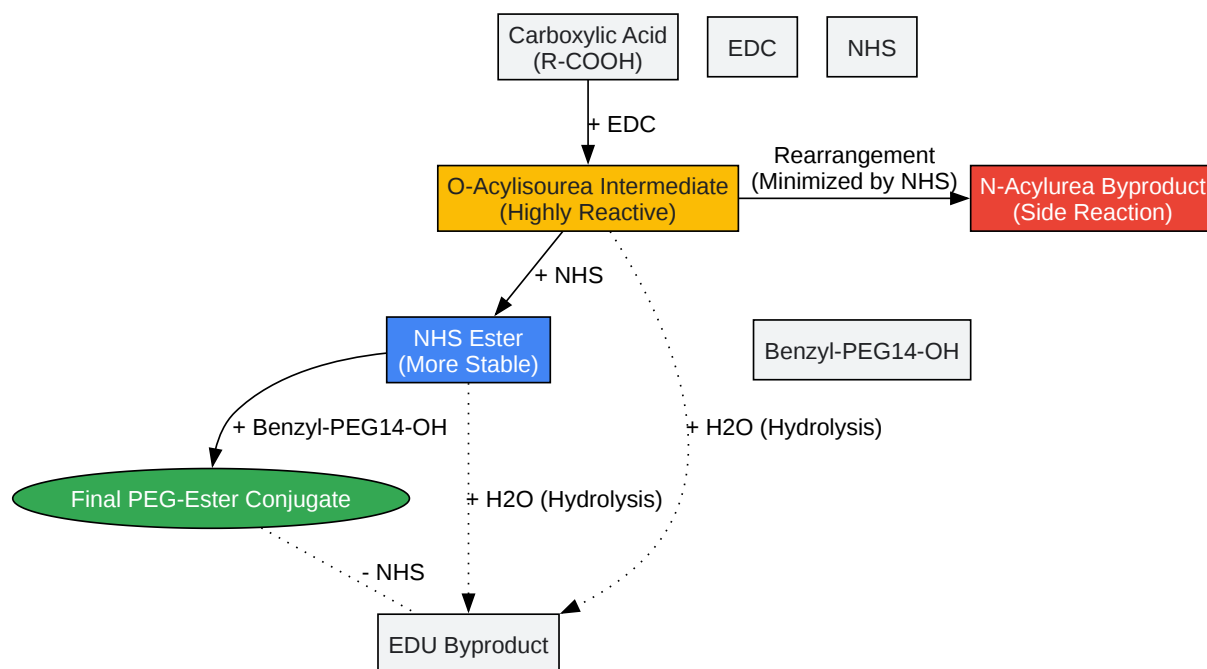 Carboxylic Acid
(R-COOH)
EDC
NHS
+ EDC
O-Acylisourea Intermediate
(Highly Reactive)
Rearrangement
(Minimized by NHS)
N-Acylurea Byproduct
(Side Reaction)
+ NHS
NHS Ester
(More Stable)
Benzyl-PEG14-OH
+ Benzyl-PEG14-OH
+ H2O (Hydrolysis)
Final PEG-Ester Conjugate
+ H2O (Hydrolysis)
- NHS
EDU Byproduct